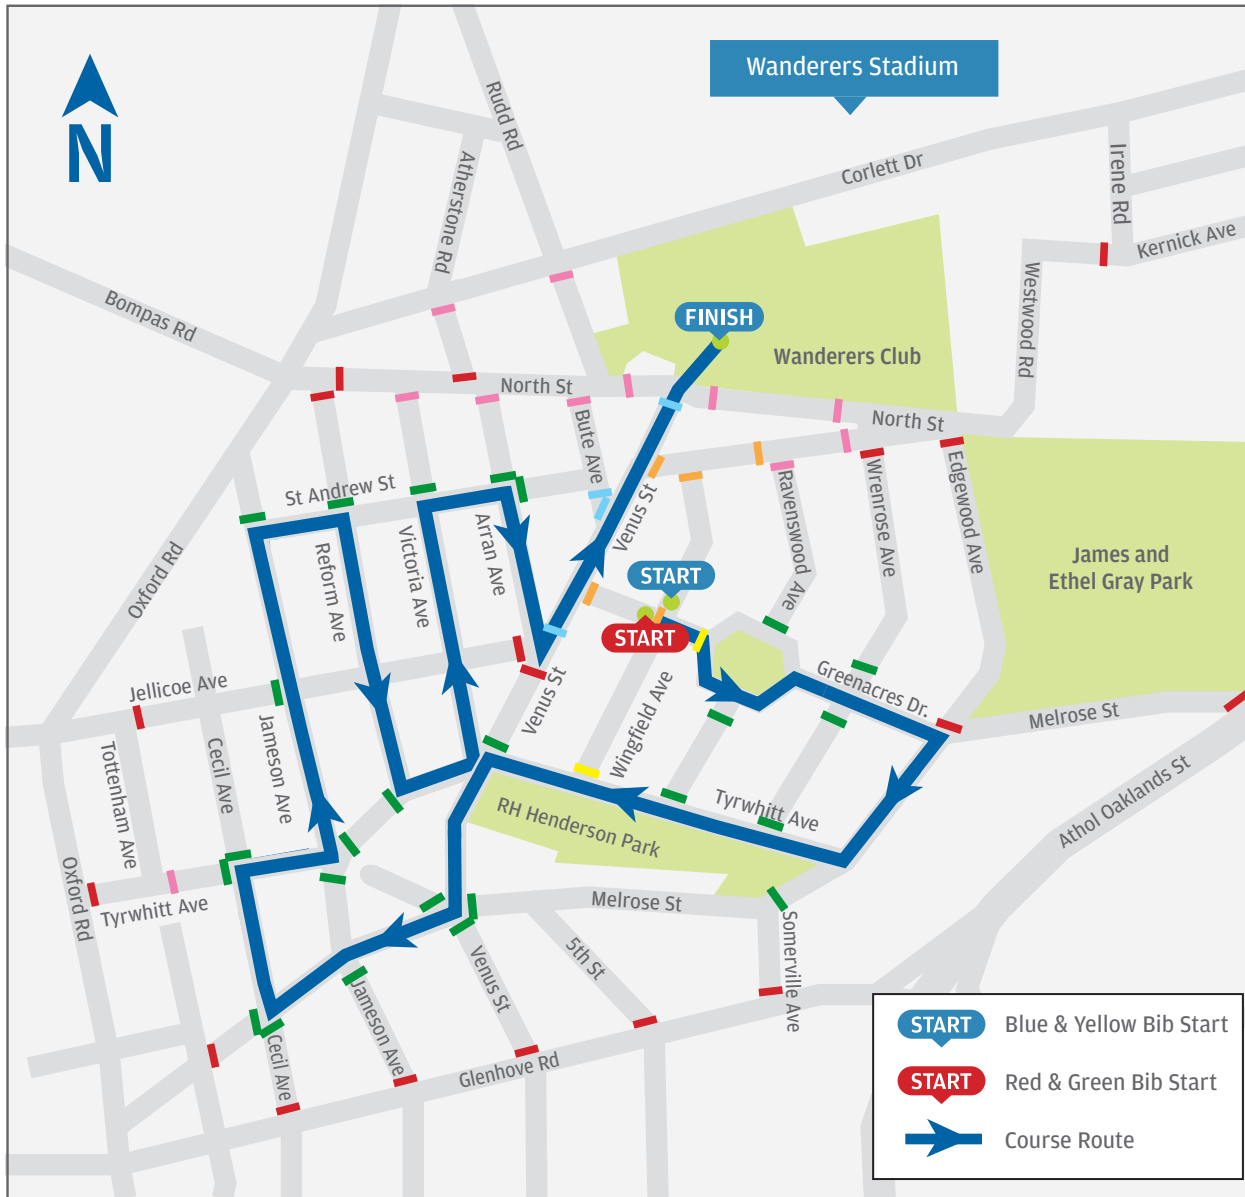 Wanderers Stadium
N
Rudd Rd
Atherstone Rd
Corlett Dr
Irene Rd
Kernick Ave
Westwood Rd
Bompas Rd
FINISH
Wanderers Club
North St
North St
Bute Ave
St Andrew St
Venus St
Ravenswood Ave
Wrenrose Ave
Edgewood Ave
James and
Ethel Gray Park
Oxford Rd
Reform Ave
Victoria Ave
Arran Ave
START
START
Jellicoe Ave
Venus St
Wingfield Ave
Greenacres Dr.
Melrose St
Tottenham Ave
Cecil Ave
Jameson Ave
RH Henderson Park
Tyrwhitt Ave
Athol Oaklands St
Oxford Rd
Tyrwhitt Ave
Melrose St
5th St
Venus St
Somerville Ave
Jameson Ave
Cecil Ave
Glenhove Rd
START Blue & Yellow Bib Start
START Red & Green Bib Start
Course Route